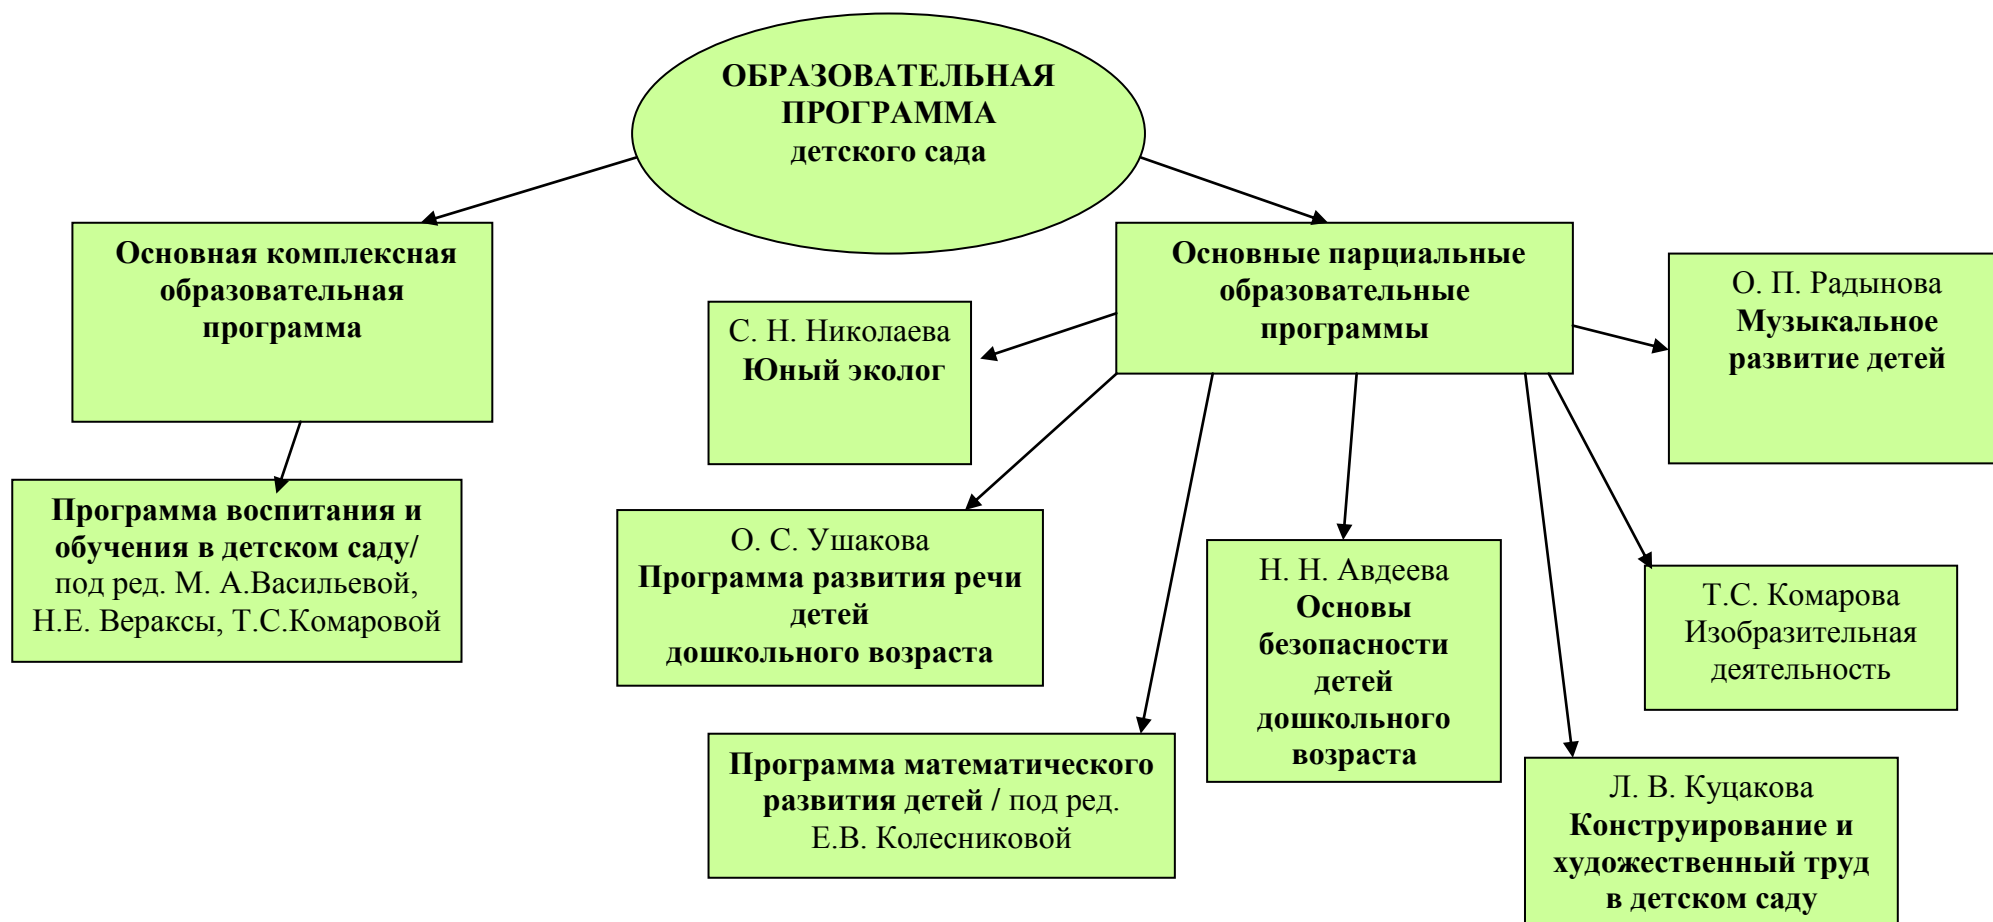 ОБРАЗОВАТЕЛЬНАЯ
ПРОГРАММА
детского сада
Основная комплексная
образовательная
программа
Основные парциальные
образовательные
программы
О. П. Радынова
Музыкальное
развитие детей
С. Н. Николаева
Юный эколог
Программа воспитания и
обучения в детском саду/
под ред. М. А.Васильевой,
Н.Е. Вераксы, Т.С.Комаровой
О. С. Ушакова
Программа развития речи
детей
дошкольного возраста
Н. Н. Авдеева
Основы
безопасности
детей
дошкольного
возраста
Т.С. Комарова
Изобразительная
деятельность
Программа математического
развития детей / под ред.
Е.В. Колесниковой
Л. В. Куцакова
Конструирование и
художественный труд
в детском саду